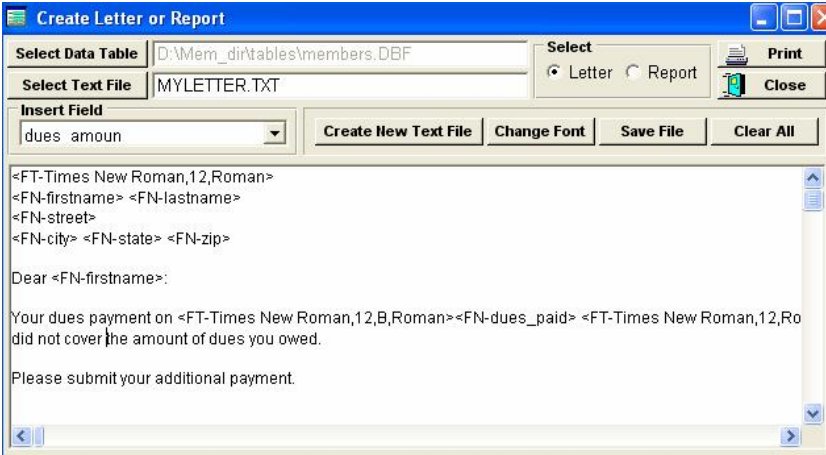 Create Letter or Report
Select Data Table D:\Mem_dir\tables\members.DBF
Select Text File MYLETTER.TXT
Select
Letter Report
Print
Close
Insert Field
dues_amoun
Create New Text File Change Font Save File Clear All
<FT-Times New Roman,12,Roman>
<FN-firstname> <FN-lastname>
<FN-street>
<FN-city> <FN-state> <FN-zip>
Dear <FN-firstname>:
Your dues payment on <FT-Times New Roman,12,B,Roman><FN-dues_paid> <FT-Times New Roman,12,Ro
did not cover the amount of dues you owed.
Please submit your additional payment.